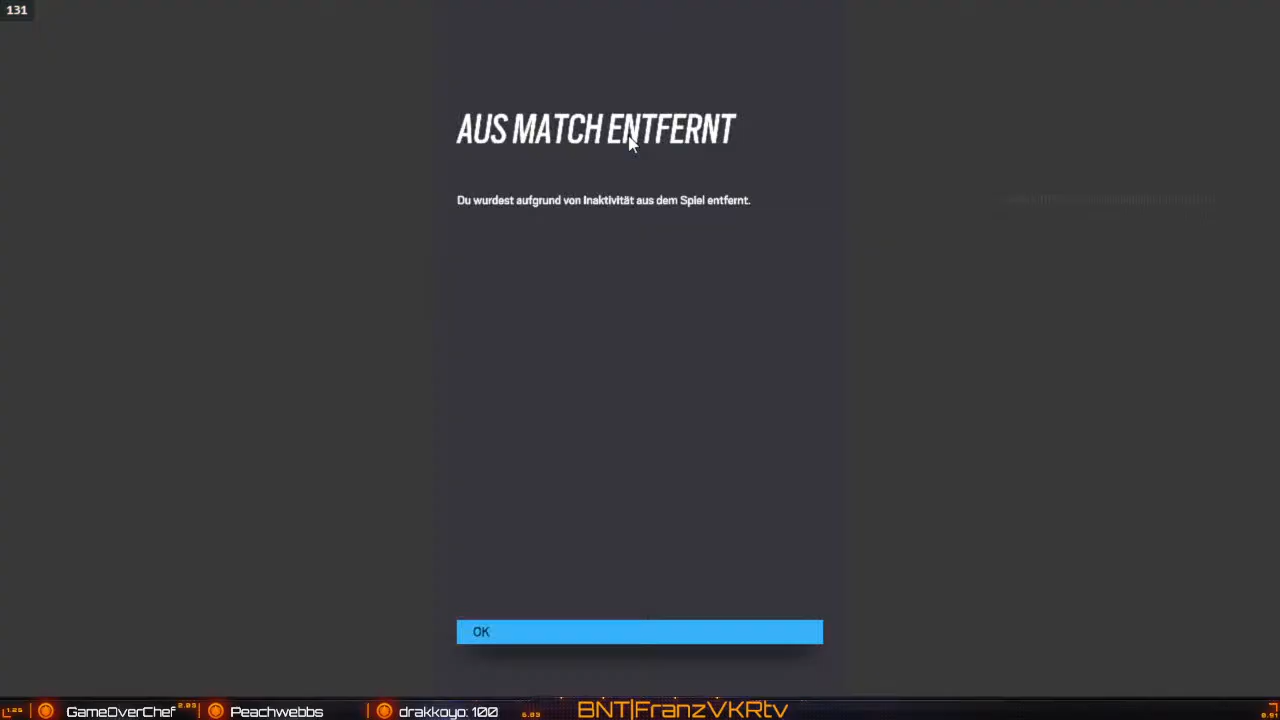 131
AUS MATCH ENTFERNT
Du wurdest aufgrund von Inaktivität aus dem Spiel entfernt.
OK
GameOverChef
Peachwebbs
drakkoyo: 100
BNT|FranzVKRtv